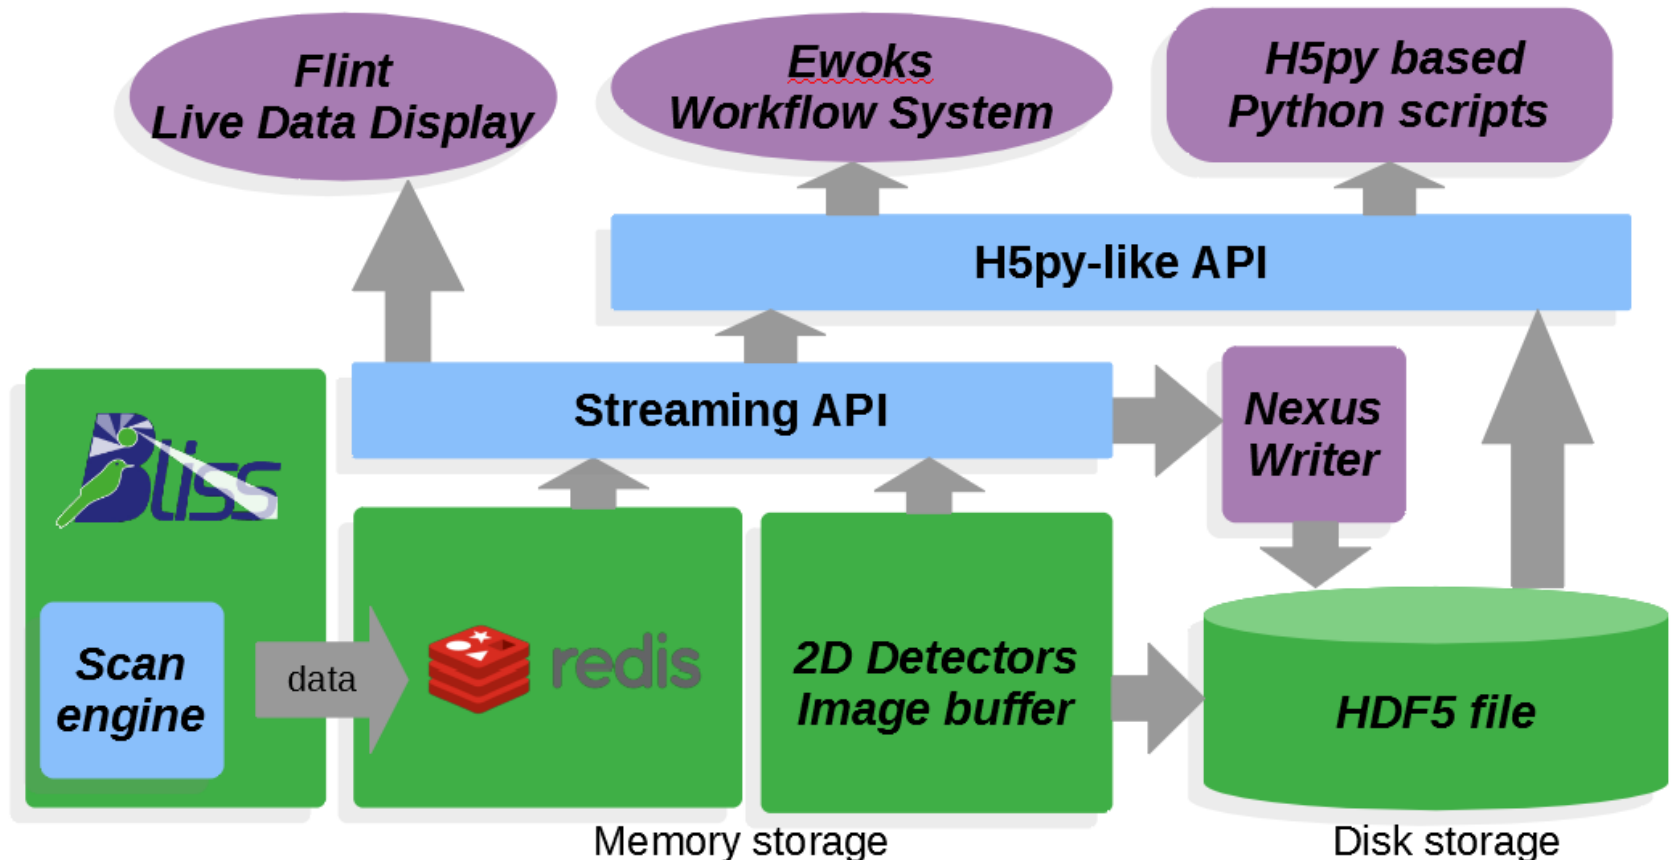 Flint
Live Data Display
Ewoks
Workflow System
H5py based
Python scripts
H5py-like API
Streaming API
Nexus
Writer
Bliss
Scan
engine
data
redis
2D Detectors
Image buffer
HDF5 file
Memory storage
Disk storage